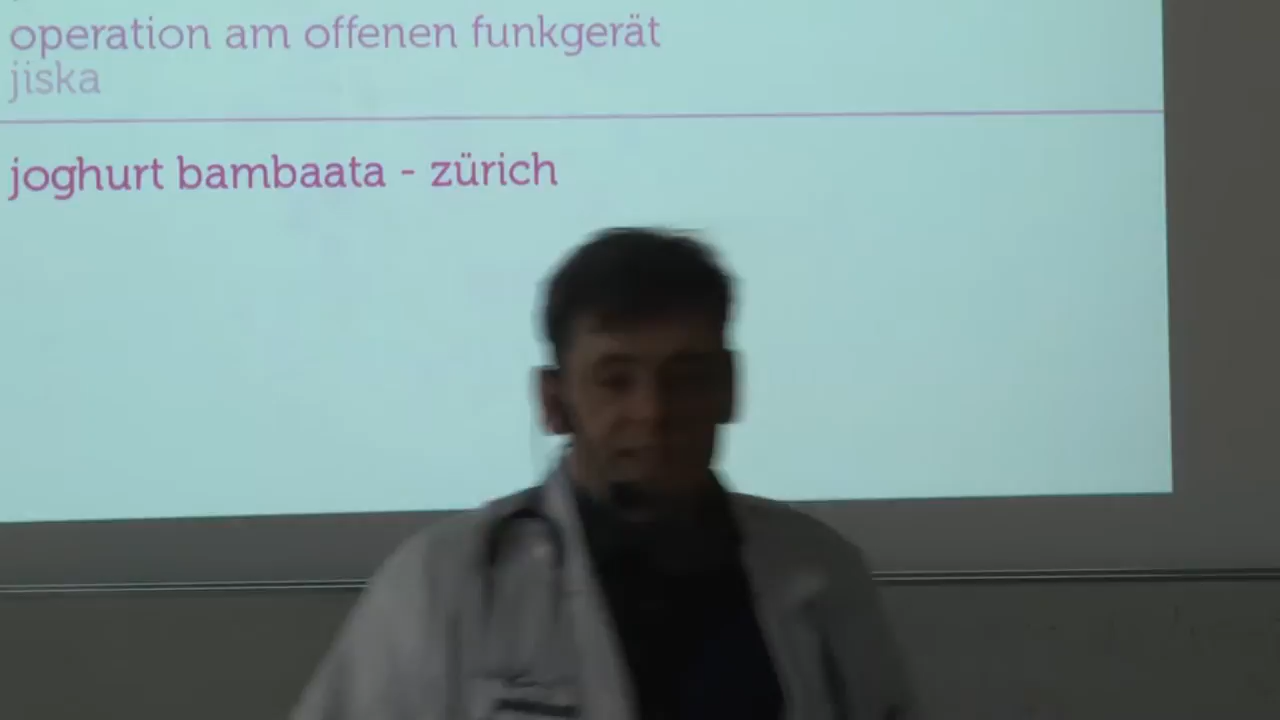 operation am offenen funkgerät
jiska
joghurt bambaata - zürich